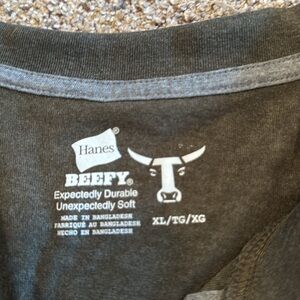 Hanes®
BEEFY®
Expectedly Durable
Unexpectedly Soft
MADE IN BANGLADESH
FABRIQUÉ AU BANGLADESH
HECHO EN BANGLADESH
XL/TG/XG